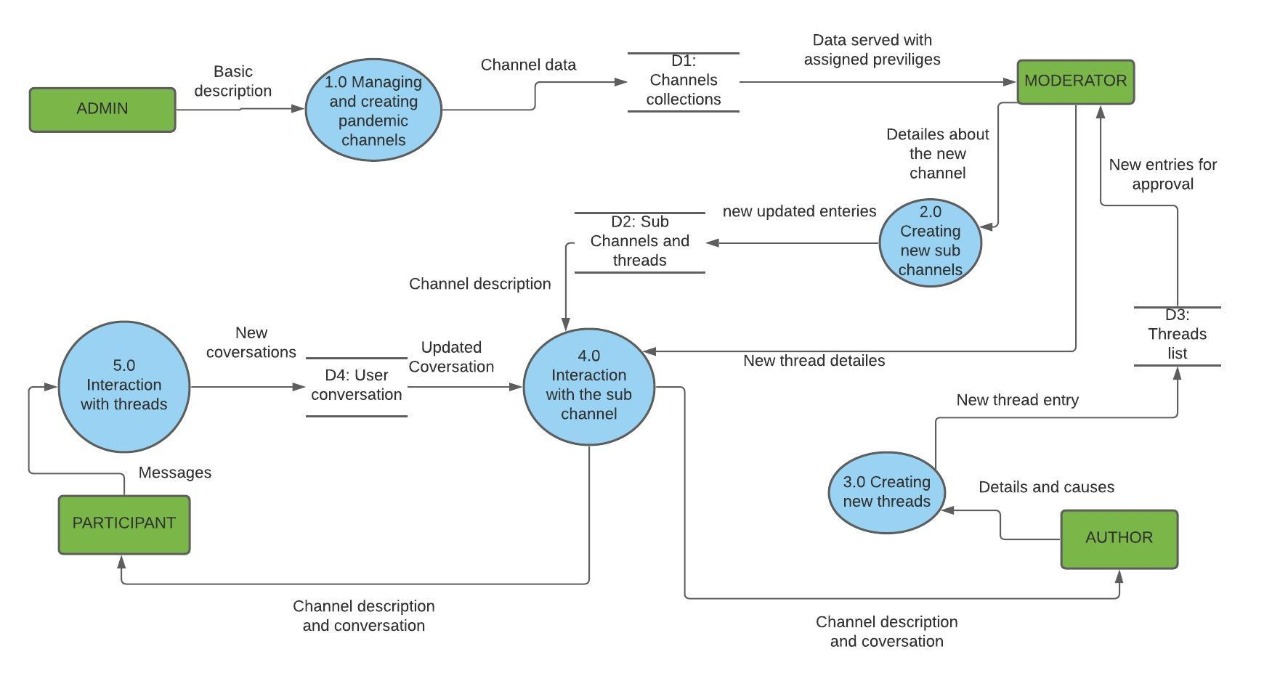 Data served with
assigned previliges
D1:
Channels
collections
Channel data
Basic
description
1.0 Managing
and creating
pandemic
channels
ADMIN
MODERATOR
Detailes about
the new
channel
New entries for
approval
new updated enteries
2.0
Creating
new sub
channels
D2: Sub
Channels and
threads
Channel description
D3:
Threads
list
New
coversations
Updated
Coversation
New thread detailes
5.0
Interaction
with threads
D4: User
conversation
4.0
Interaction
with the sub
channel
New thread entry
Messages
3.0 Creating
new threads
Details and causes
PARTICIPANT
AUTHOR
Channel description
and conversation
Channel description
and coversation